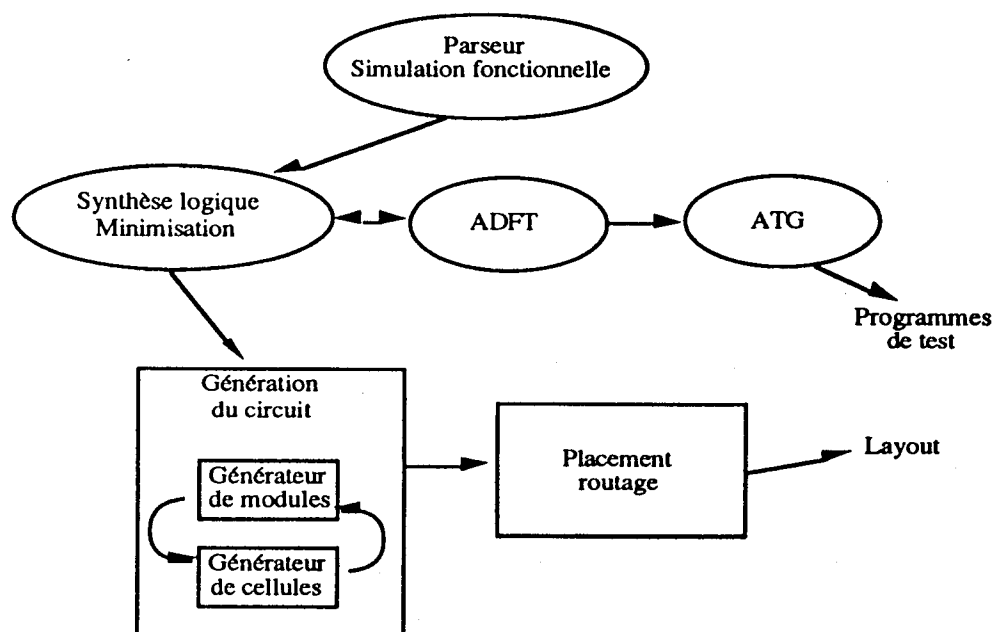 Parseur
Simulation fonctionnelle
Synthèse logique
Minimisation
ADFT
ATG
Programmes
de test
Génération
du circuit
Générateur
de modules
Générateur
de cellules
Placement
routage
Layout